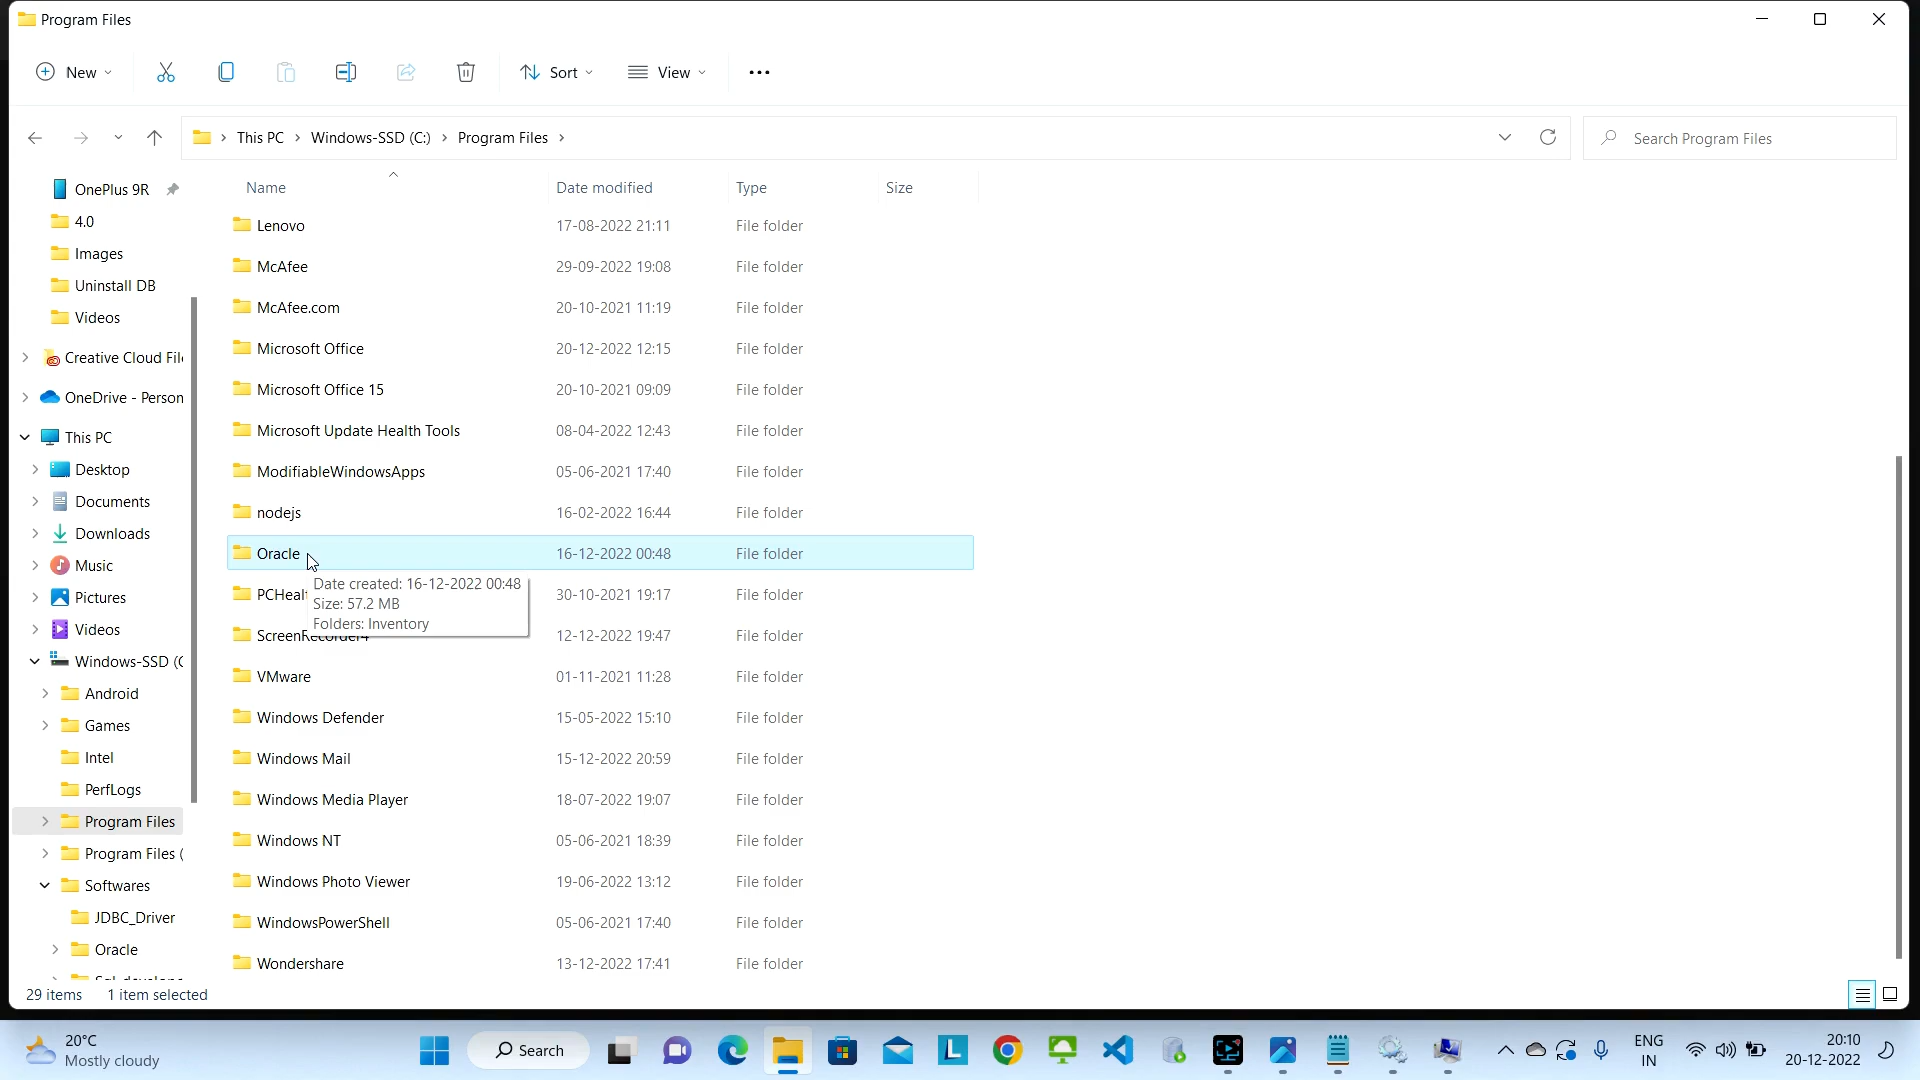 Program Files
New
Sort
View
This PC
Windows-SSD (C:)
Program Files
Search Program Files
Name
Date modified
Type
Size
OnePlus 9R
4.0
Images
Uninstall DB
Videos
Creative Cloud Fil
OneDrive - Person
This PC
Desktop
Documents
Downloads
Music
Pictures
Videos
Windows-SSD (C
Android
Games
Intel
PerfLogs
Program Files
Program Files (
Softwares
JDBC_Driver
Oracle
Lenovo 17-08-2022 21:11 File folder
McAfee 29-09-2022 19:08 File folder
McAfee.com 20-10-2021 11:19 File folder
Microsoft Office 20-12-2022 12:15 File folder
Microsoft Office 15 20-10-2021 09:09 File folder
Microsoft Update Health Tools 08-04-2022 12:43 File folder
ModifiableWindowsApps 05-06-2021 17:40 File folder
nodejs 16-02-2022 16:44 File folder
Oracle 16-12-2022 00:48 File folder
Date created: 16-12-2022 00:48
Size: 57.2 MB
Folders: Inventory
PCHealt 30-10-2021 19:17 File folder
ScreenRecorder4 12-12-2022 19:47 File folder
VMware 01-11-2021 11:28 File folder
Windows Defender 15-05-2022 15:10 File folder
Windows Mail 15-12-2022 20:59 File folder
Windows Media Player 18-07-2022 19:07 File folder
Windows NT 05-06-2021 18:39 File folder
Windows Photo Viewer 19-06-2022 13:12 File folder
WindowsPowerShell 05-06-2021 17:40 File folder
Wondershare 13-12-2022 17:41 File folder
29 items 1 item selected
20°C
Mostly cloudy
Search
ENG
IN
20:10
20-12-2022